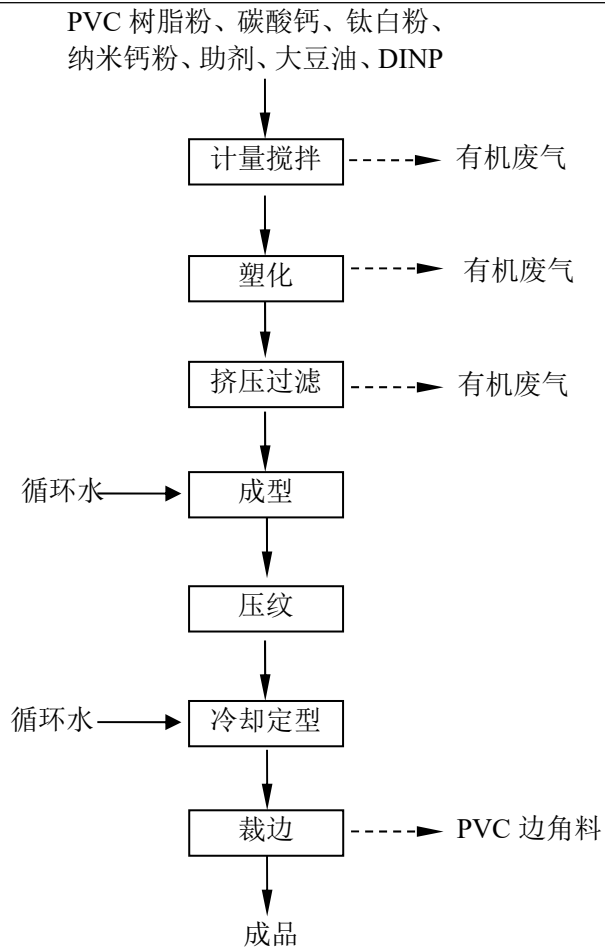 PVC 树脂粉、碳酸钙、钛白粉、
纳米钙粉、助剂、大豆油、DINP
计量搅拌
有机废气
塑化
有机废气
挤压过滤
有机废气
循环水
成型
压纹
循环水
冷却定型
裁边
PVC 边角料
成品